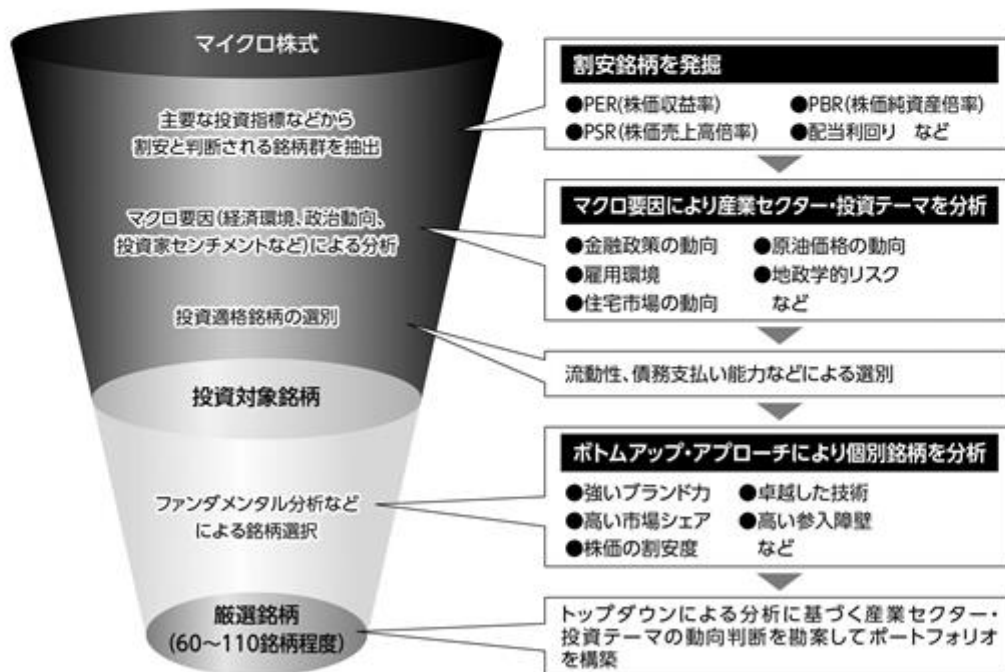 マイクロ株式
主要な投資指標などから
割安と判断される銘柄群を抽出
マクロ要因(経済環境、政治動向、
投資家センチメントなど)による分析
投資適格銘柄の選別
投資対象銘柄
ファンダメンタル分析など
による銘柄選択
厳選銘柄
(60~110銘柄程度)
割安銘柄を発掘
●PER(株価収益率) ●PBR(株価純資産倍率)
●PSR(株価売上高倍率) ●配当利回り など
マクロ要因により産業セクター・投資テーマを分析
●金融政策の動向 ●原油価格の動向
●雇用環境 ●地政学的リスク
●住宅市場の動向 など
流動性、債務支払い能力などによる選別
ボトムアップ・アプローチにより個別銘柄を分析
●強いブランド力 ●卓越した技術
●高い市場シェア ●高い参入障壁
●株価の割安度 など
トップダウンによる分析に基づく産業セクター・
投資テーマの動向判断を勘案してポートフォリオ
を構築